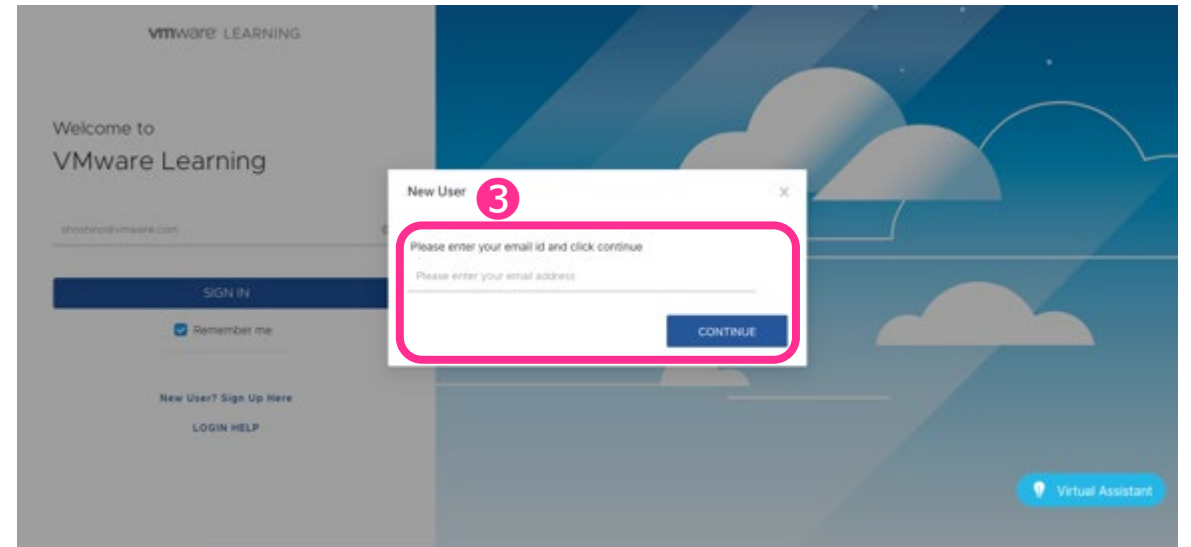 vmware LEARNING
Welcome to
VMware Learning
SIGN IN
Remember me
New User? Sign Up Here
LOGIN HELP
New User
X
3
Please enter your email id and click continue
Please enter your email address
CONTINUE
Virtual Assistant